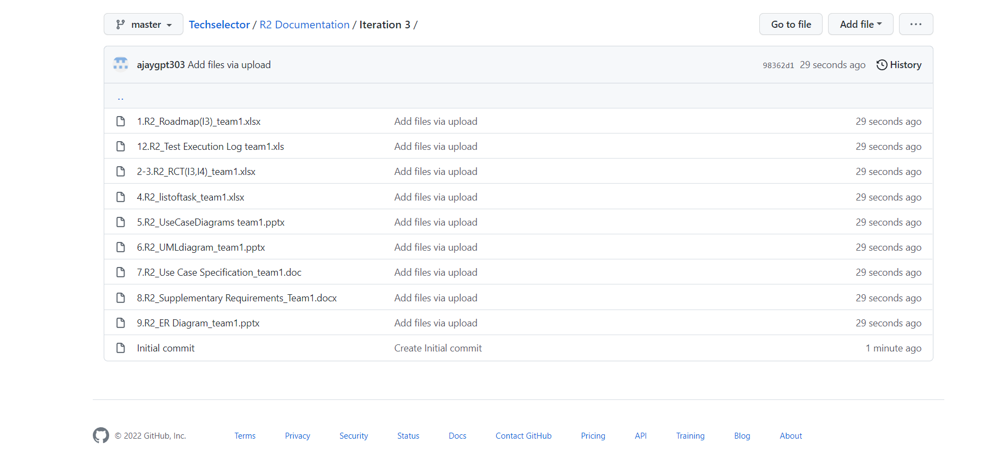 master Techselector / R2 Documentation / Iteration 3 / Go to file Add file ...
ajaygpt303 Add files via upload 98362d1 29 seconds ago History
..
1.R2_Roadmap(I3)_team1.xlsx Add files via upload 29 seconds ago
12.R2_Test Execution Log team1.xls Add files via upload 29 seconds ago
2-3.R2_RCT(I3,I4)_team1.xlsx Add files via upload 29 seconds ago
4.R2_listoftask_team1.xlsx Add files via upload 29 seconds ago
5.R2_UseCaseDiagrams team1.pptx Add files via upload 29 seconds ago
6.R2_UMLdiagram_team1.pptx Add files via upload 29 seconds ago
7.R2_Use Case Specification_team1.doc Add files via upload 29 seconds ago
8.R2_Supplementary Requirements_Team1.docx Add files via upload 29 seconds ago
9.R2_ER Diagram_team1.pptx Add files via upload 29 seconds ago
Initial commit Create Initial commit 1 minute ago
© 2022 GitHub, Inc. Terms Privacy Security Status Docs Contact GitHub Pricing API Training Blog About